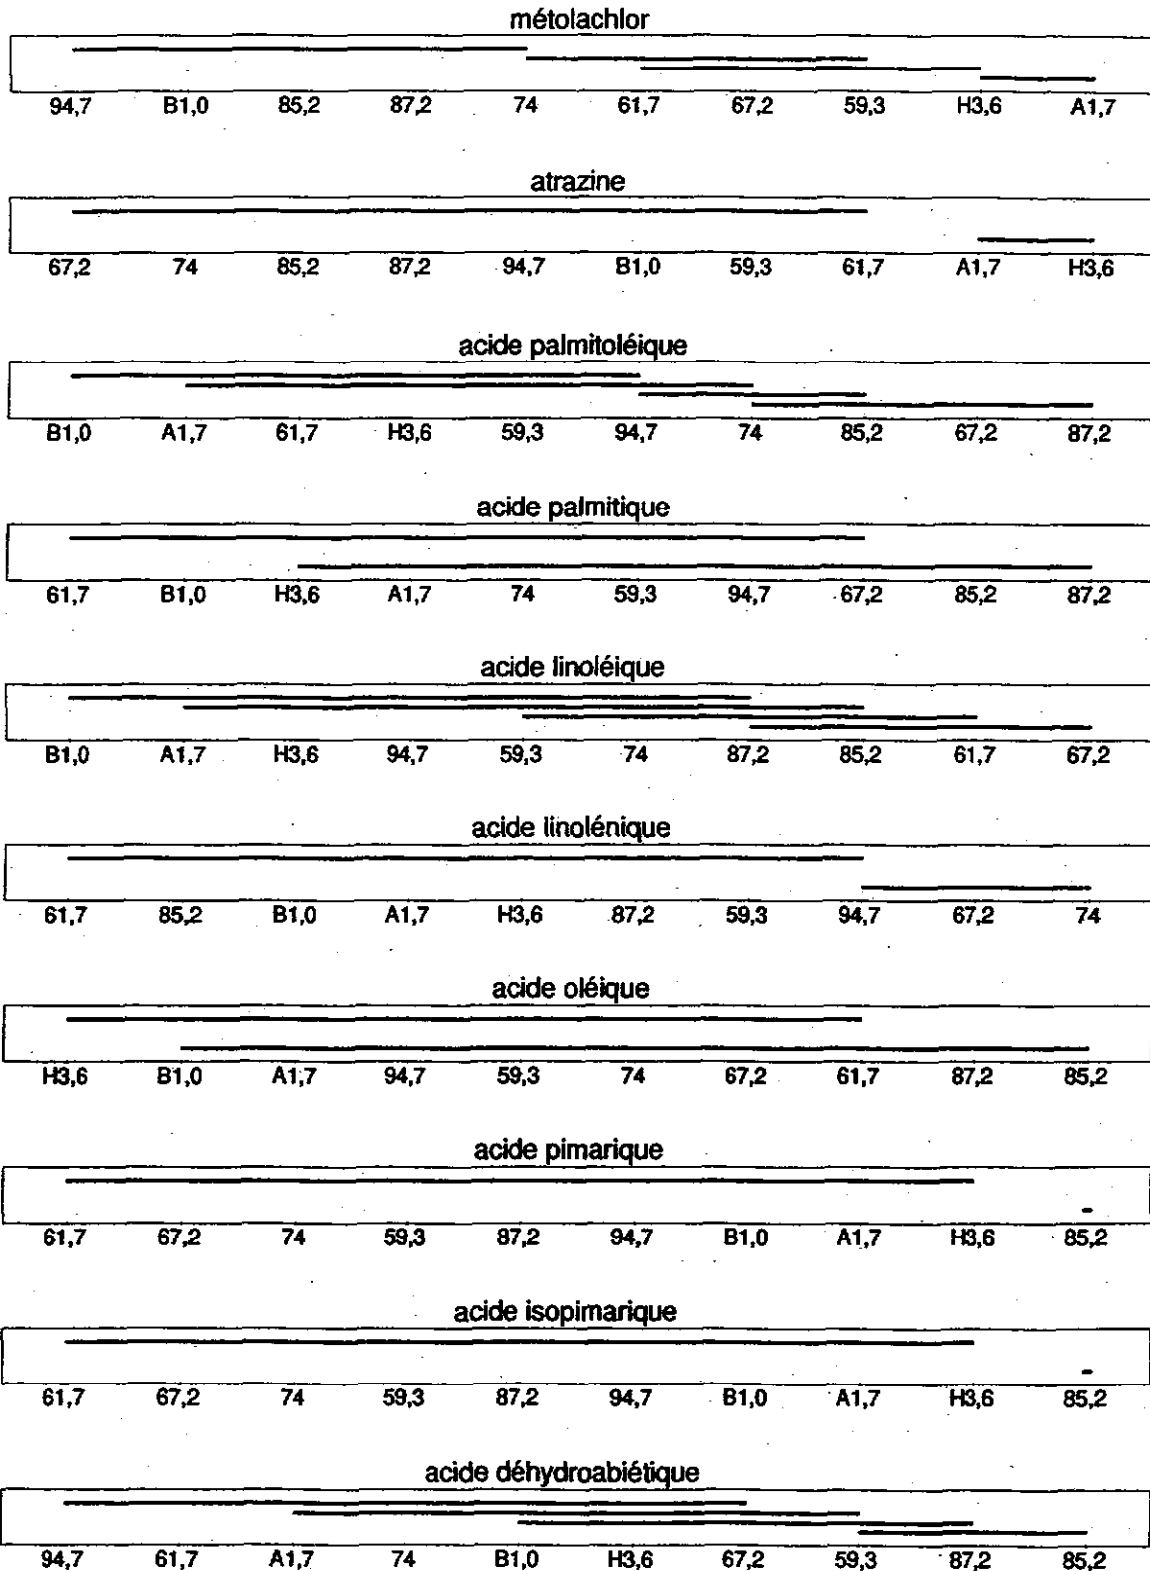 métolachlor
94,7 B1,0 85,2 87,2 74 61,7 67,2 59,3 H3,6 A1,7
atrazine
67,2 74 85,2 87,2 94,7 B1,0 59,3 61,7 A1,7 H3,6
acide palmitoléique
B1,0 A1,7 61,7 H3,6 59,3 94,7 74 85,2 67,2 87,2
acide palmitique
61,7 B1,0 H3,6 A1,7 74 59,3 94,7 67,2 85,2 87,2
acide linoléique
B1,0 A1,7 H3,6 94,7 59,3 74 87,2 85,2 61,7 67,2
acide linolénique
61,7 85,2 B1,0 A1,7 H3,6 87,2 59,3 94,7 67,2 74
acide oléique
H3,6 B1,0 A1,7 94,7 59,3 74 67,2 61,7 87,2 85,2
acide pimarique
61,7 67,2 74 59,3 87,2 94,7 B1,0 A1,7 H3,6 85,2
acide isopimarique
61,7 67,2 74 59,3 87,2 94,7 B1,0 A1,7 H3,6 85,2
acide déhydroabiétique
94,7 61,7 A1,7 74 B1,0 H3,6 67,2 59,3 87,2 85,2